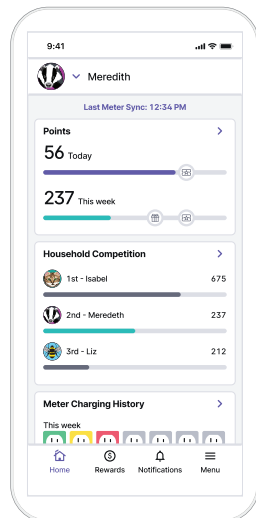 9:41
Meredith
Last Meter Sync: 12:34 PM
Points
56 Today
237 This week
Household Competition
1st - Isabel 675
2nd - Meredeth 237
3rd - Liz 212
Meter Charging History
This week
Home Rewards Notifications Menu